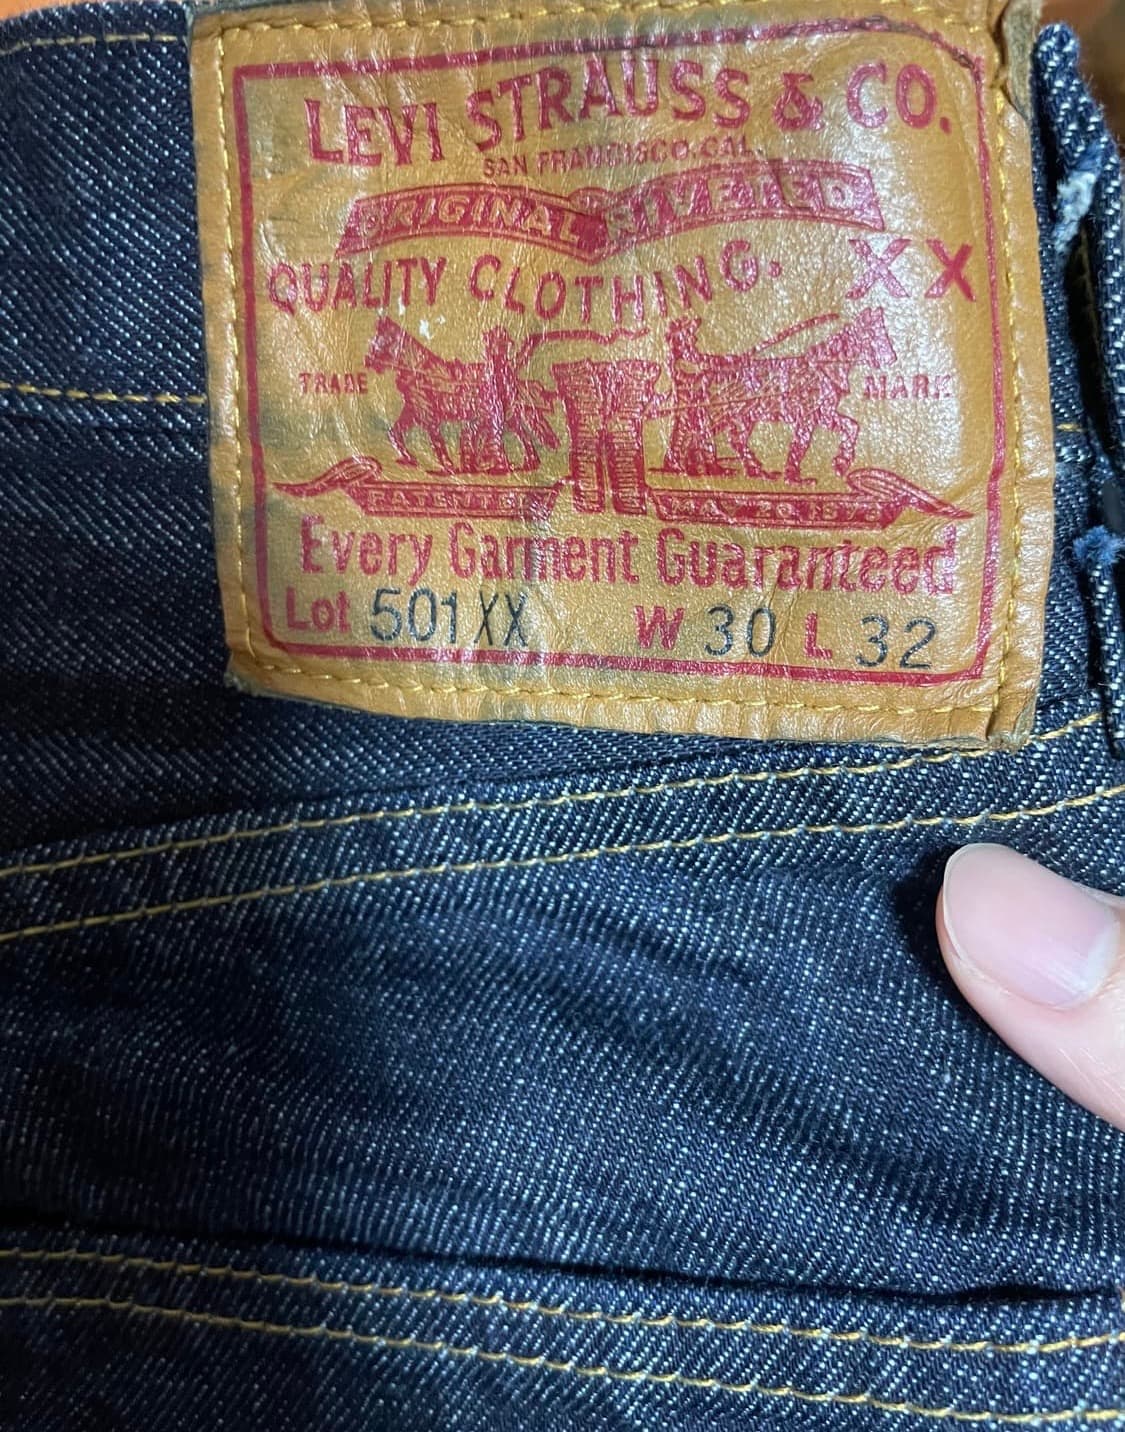 LEVI STRAUSS & CO.
SAN FRANCISCO.CAL.
ORIGINAL RIVETED
QUALITY CLOTHING. XX
TRADE MARK
PATENTED MAY 20 1873
Every Garment Guaranteed
Lot 501XX W 30 L 32